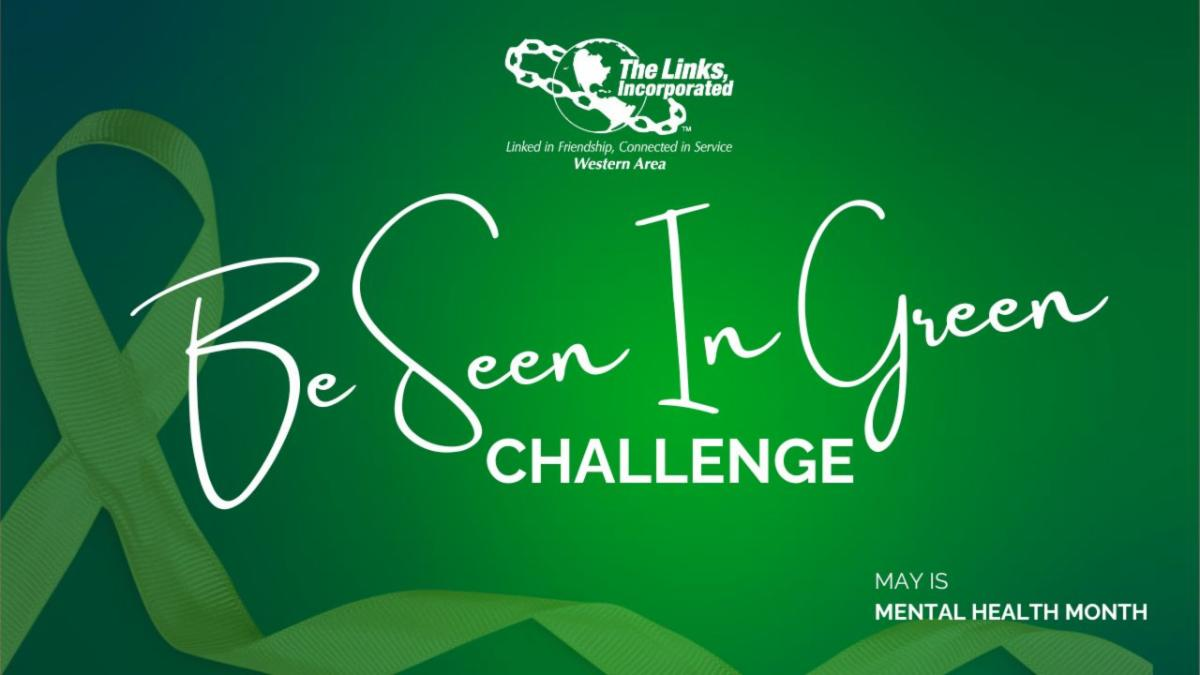 The Links,
Incorporated
™
Linked in Friendship, Connected in Service
Western Area
Be Seen In Green
CHALLENGE
MAY IS
MENTAL HEALTH MONTH